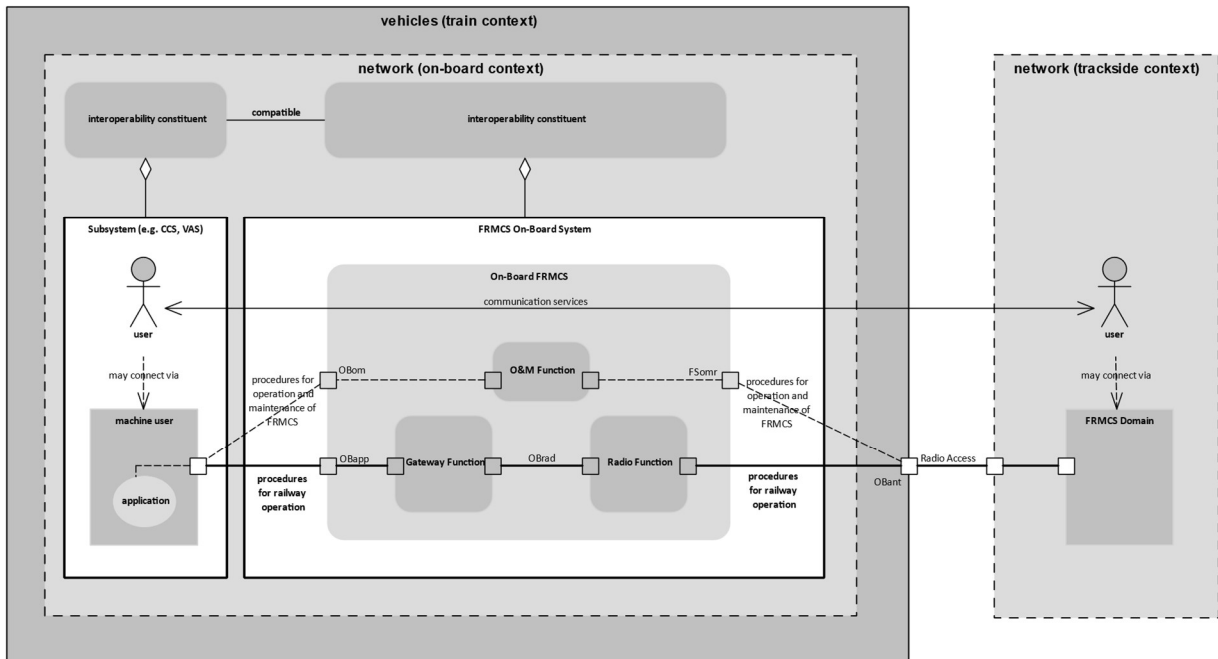 vehicles (train context)
network (on-board context)
network (trackside context)
interoperability constituent
compatible
interoperability constituent
Subsystem (e.g. CCS, VAS)
FRMCS On-Board System
On-Board FRMCS
communication services
user
user
O&M Function
OBom
FSomr
may connect via
procedures for
operation and
maintenance of
FRMCS
procedures for
operation and
maintenance of
FRMCS
may connect via
machine user
FRMCS Domain
OBapp
Gateway Function
OBrad
Radio Function
Radio Access
OBant
application
procedures
for railway
operation
procedures
for railway
operation